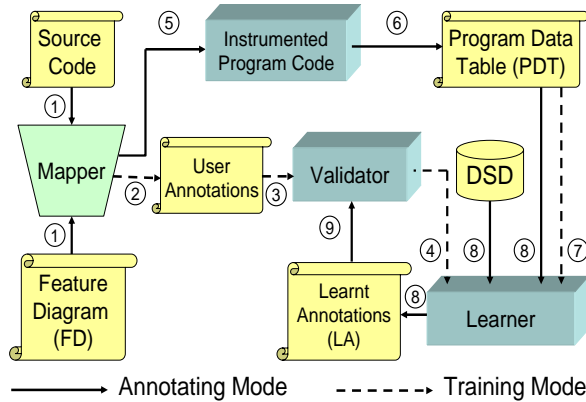 Source
Code
5
Instrumented
Program Code
6
Program Data
Table (PDT)
1
Mapper
2
User
Annotations
3
Validator
DSD
1
9
4
8
8
7
Feature
Diagram
(FD)
Learnt
Annotations
(LA)
8
Learner
Annotating Mode
Training Mode